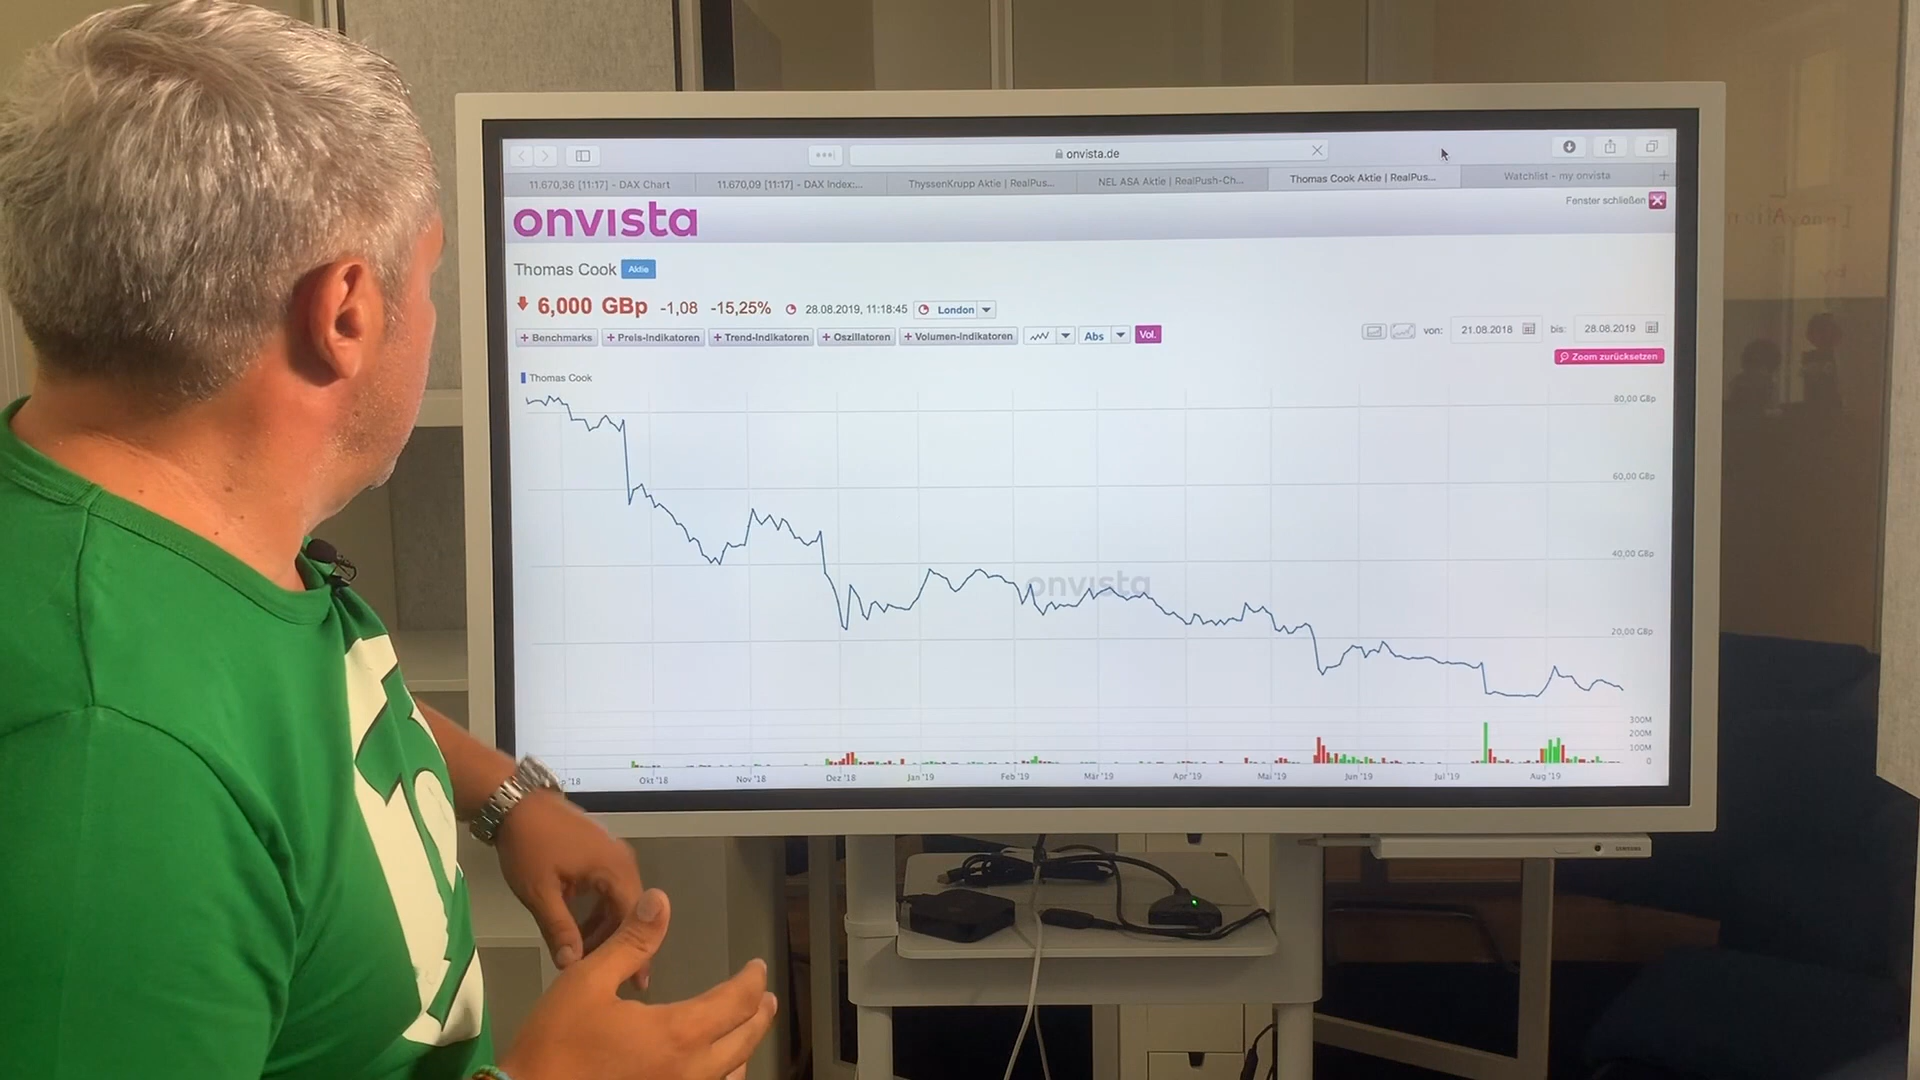 onvista.de
11.670,36 [11:17] - DAX Chart
11.670,09 [11:17] - DAX Index:...
ThyssenKrupp Aktie | RealPus...
NEL ASA Aktie | RealPush-Ch...
Thomas Cook Aktie | RealPus...
Watchlist - my onvista
onvista
Fenster schließen
Thomas Cook Aktie
6,000 GBp -1,08 -15,25% 28.08.2019, 11:18:45 London
+ Benchmarks + Preis-Indikatoren + Trend-Indikatoren + Oszillatoren + Volumen-Indikatoren Abs Vol.
von: 21.08.2018 bis: 28.08.2019
Zoom zurücksetzen
Thomas Cook
80,00 GBp
60,00 GBp
40,00 GBp
onvista
20,00 GBp
300M
200M
100M
0
p '18 Okt '18 Nov '18 Dez '18 Jan '19 Feb '19 Mär '19 Apr '19 Mai '19 Jun '19 Jul '19 Aug '19
SAMSUNG